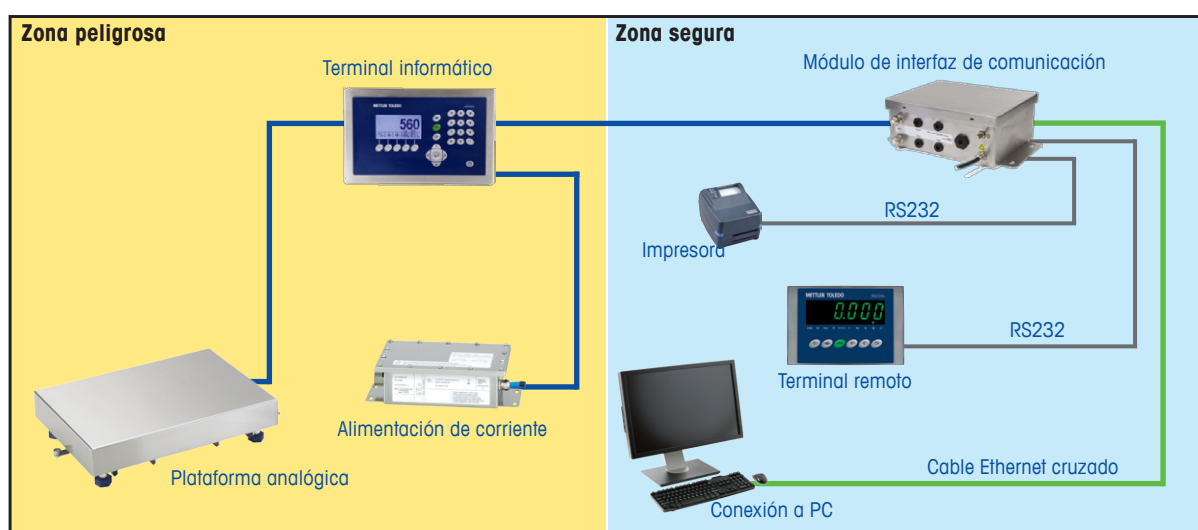 Zona peligrosa
Zona segura
Terminal informático
Módulo de interfaz de comunicación
METTLER TOLEDO
560
RS232
Impresora
METTLER TOLEDO
0.000
RS232
Terminal remoto
Alimentación de corriente
Plataforma analógica
Cable Ethernet cruzado
Conexión a PC